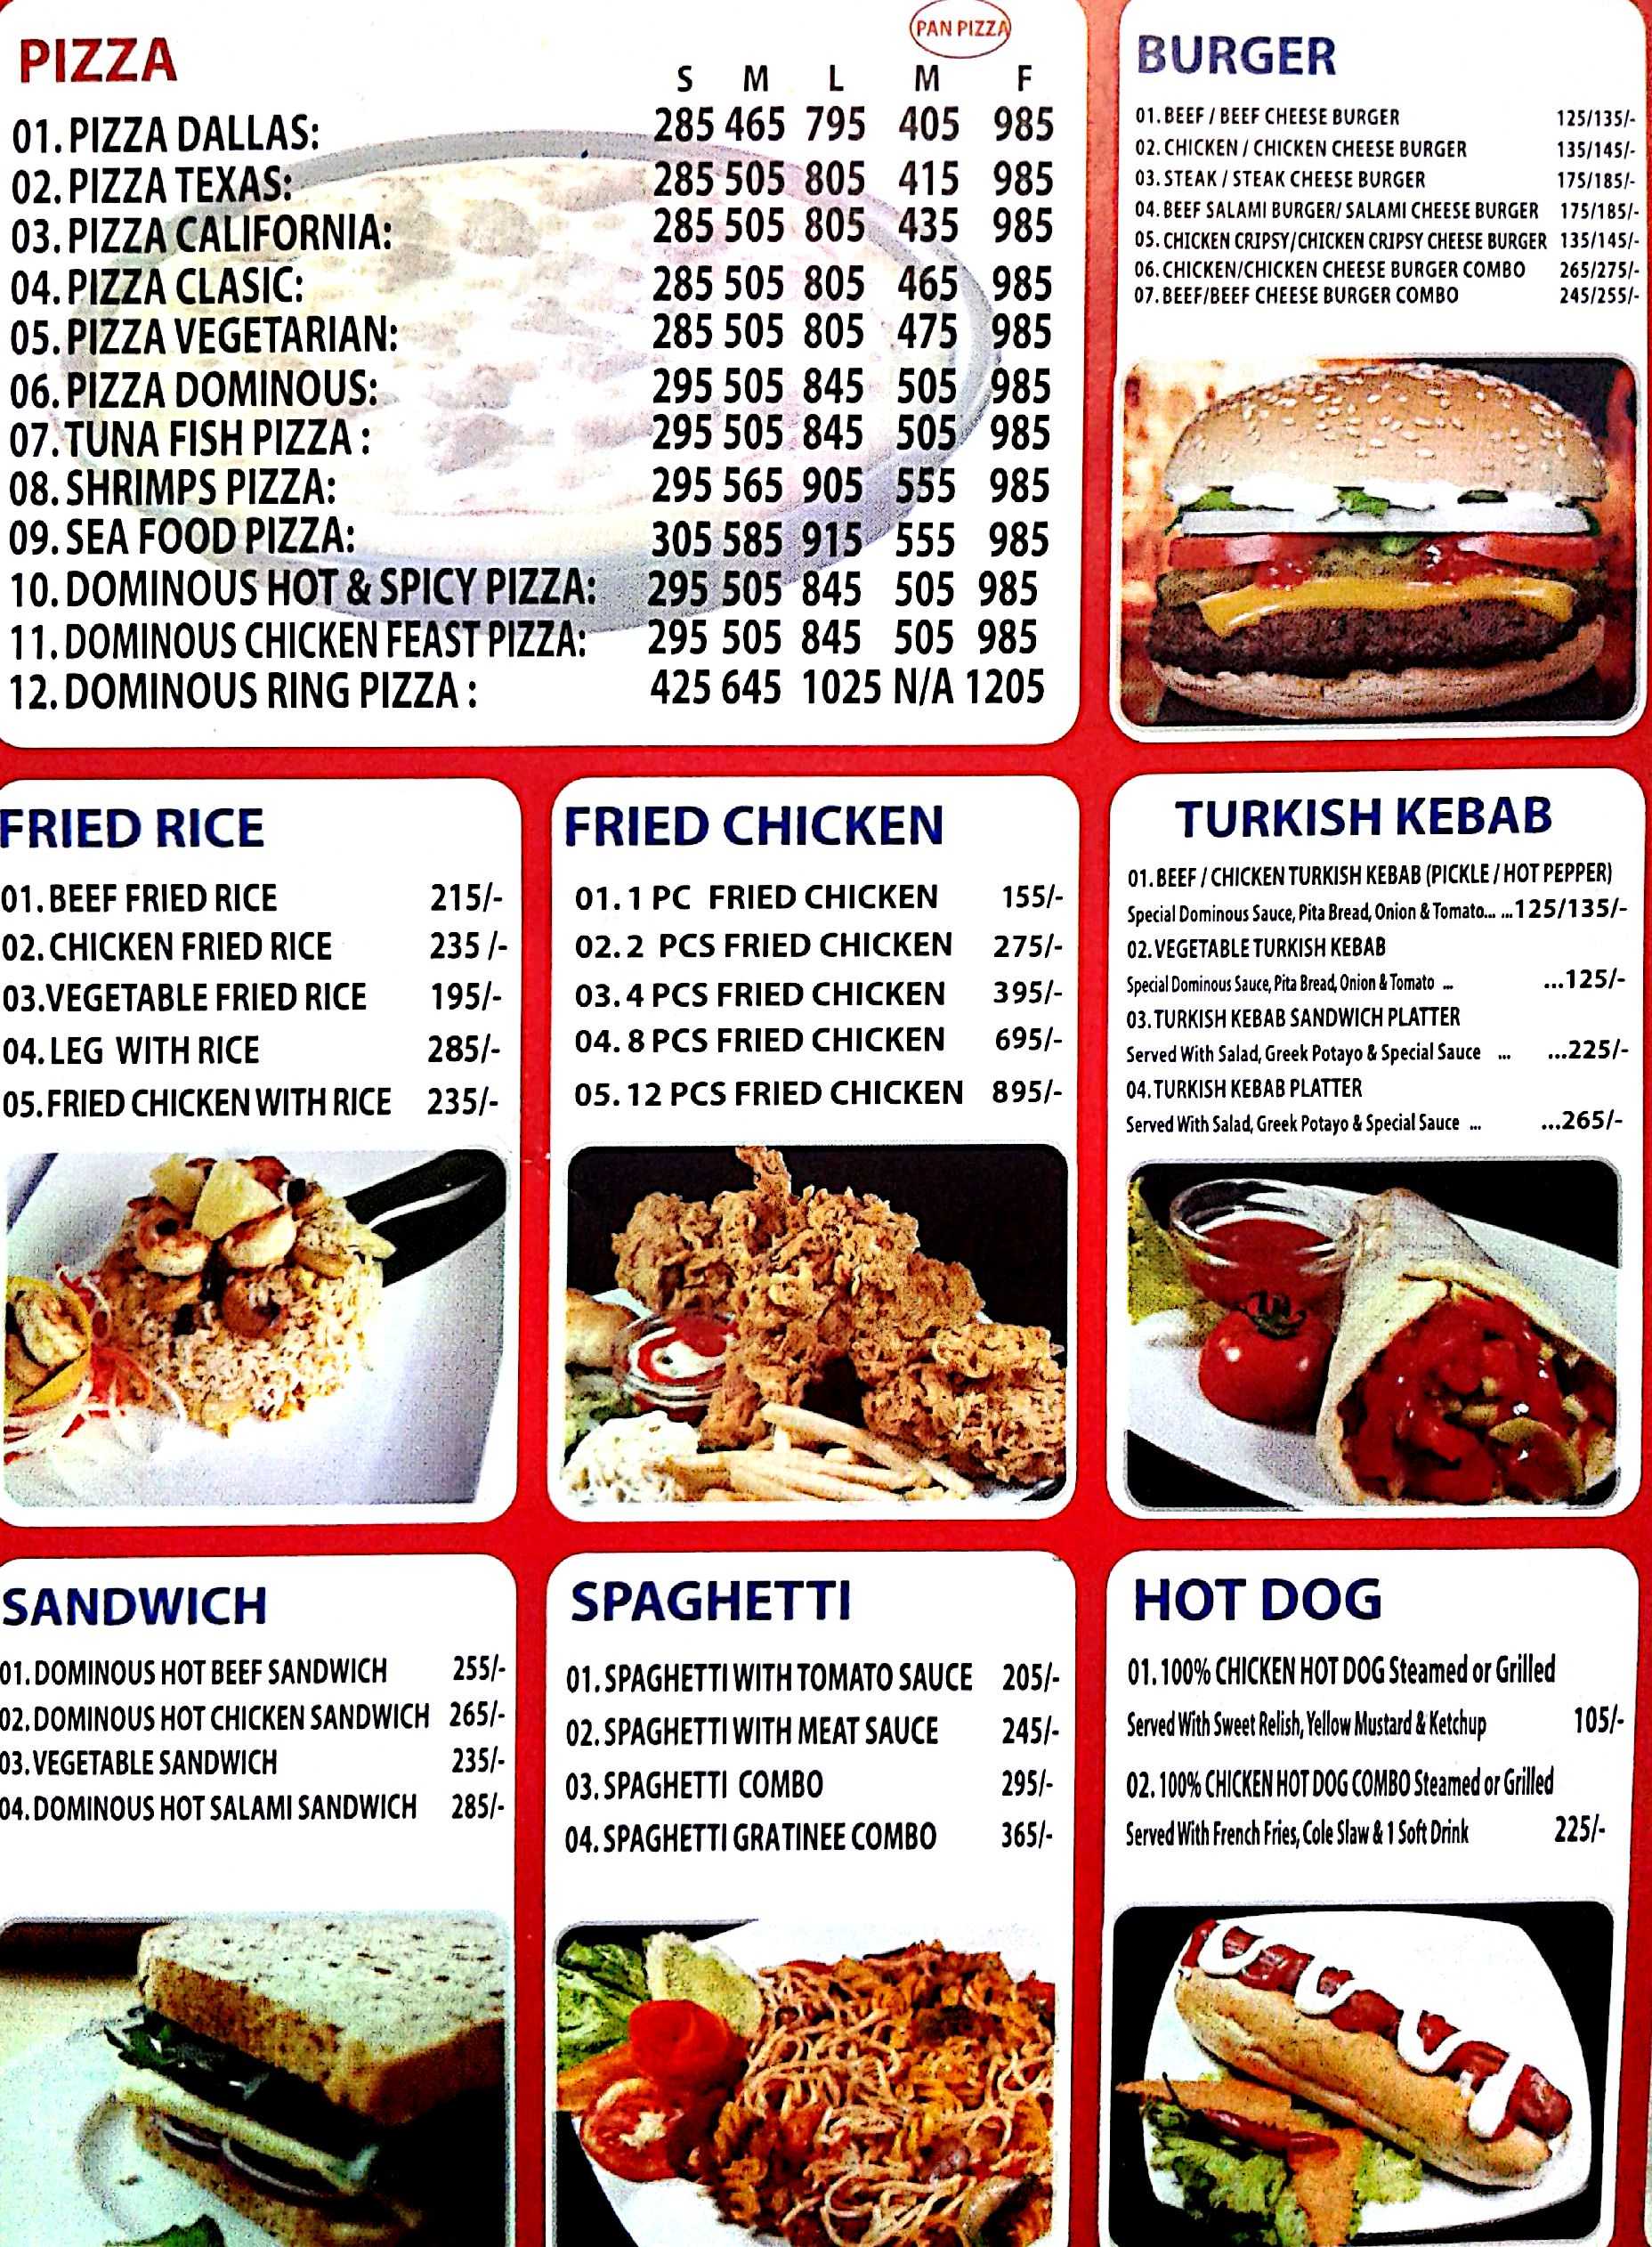 PIZZA
PAN PIZZA
S M L M F
01. PIZZA DALLAS: 285 465 795 405 985
02. PIZZA TEXAS: 285 505 805 415 985
03. PIZZA CALIFORNIA: 285 505 805 435 985
04. PIZZA CLASIC: 285 505 805 465 985
05. PIZZA VEGETARIAN: 285 505 805 475 985
06. PIZZA DOMINOUS: 295 505 845 505 985
07. TUNA FISH PIZZA : 295 505 845 505 985
08. SHRIMPS PIZZA: 295 565 905 555 985
09. SEA FOOD PIZZA: 305 585 915 555 985
10. DOMINOUS HOT & SPICY PIZZA: 295 505 845 505 985
11. DOMINOUS CHICKEN FEAST PIZZA: 295 505 845 505 985
12. DOMINOUS RING PIZZA : 425 645 1025 N/A 1205
BURGER
01. BEEF / BEEF CHEESE BURGER 125/135/-
02. CHICKEN / CHICKEN CHEESE BURGER 135/145/-
03. STEAK / STEAK CHEESE BURGER 175/185/-
04. BEEF SALAMI BURGER/ SALAMI CHEESE BURGER 175/185/-
05. CHICKEN CRIPSY/CHICKEN CRIPSY CHEESE BURGER 135/145/-
06. CHICKEN/CHICKEN CHEESE BURGER COMBO 265/275/-
07. BEEF/BEEF CHEESE BURGER COMBO 245/255/-
FRIED RICE
01. BEEF FRIED RICE 215/-
02. CHICKEN FRIED RICE 235 /-
03.VEGETABLE FRIED RICE 195/-
04. LEG WITH RICE 285/-
05. FRIED CHICKEN WITH RICE 235/-
FRIED CHICKEN
01. 1 PC FRIED CHICKEN 155/-
02. 2 PCS FRIED CHICKEN 275/-
03. 4 PCS FRIED CHICKEN 395/-
04. 8 PCS FRIED CHICKEN 695/-
05. 12 PCS FRIED CHICKEN 895/-
TURKISH KEBAB
01. BEEF / CHICKEN TURKISH KEBAB (PICKLE / HOT PEPPER)
Special Dominous Sauce, Pita Bread, Onion & Tomato... ...125/135/-
02. VEGETABLE TURKISH KEBAB
Special Dominous Sauce, Pita Bread, Onion & Tomato ... ...125/-
03. TURKISH KEBAB SANDWICH PLATTER
Served With Salad, Greek Potayo & Special Sauce ... ...225/-
04. TURKISH KEBAB PLATTER
Served With Salad, Greek Potayo & Special Sauce ... ...265/-
SANDWICH
01. DOMINOUS HOT BEEF SANDWICH 255/-
02. DOMINOUS HOT CHICKEN SANDWICH 265/-
03. VEGETABLE SANDWICH 235/-
04. DOMINOUS HOT SALAMI SANDWICH 285/-
SPAGHETTI
01. SPAGHETTI WITH TOMATO SAUCE 205/-
02. SPAGHETTI WITH MEAT SAUCE 245/-
03. SPAGHETTI COMBO 295/-
04. SPAGHETTI GRATINEE COMBO 365/-
HOT DOG
01. 100% CHICKEN HOT DOG Steamed or Grilled
Served With Sweet Relish, Yellow Mustard & Ketchup 105/-
02. 100% CHICKEN HOT DOG COMBO Steamed or Grilled
Served With French Fries, Cole Slaw & 1 Soft Drink 225/-